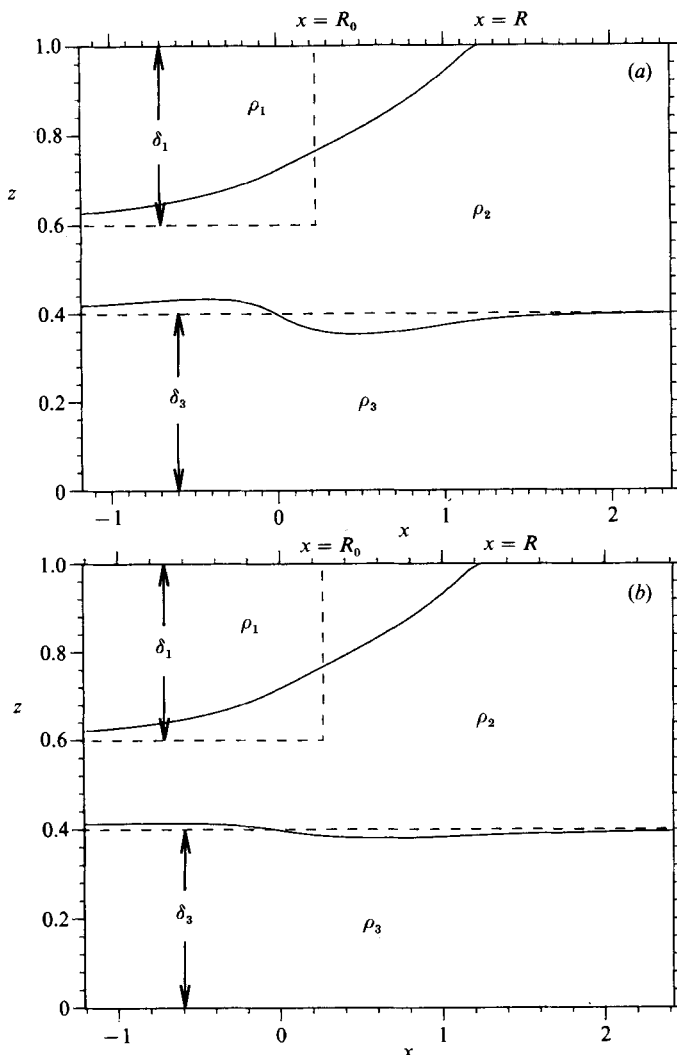 x = R₀ x = R
1.0 (a)
ρ₁
δ₁
0.8
z
ρ₂
0.6
0.4
δ₃
ρ₃
0.2
0
−1 0 1 2
x
x = R₀ x = R
1.0 (b)
ρ₁
δ₁
0.8
z
ρ₂
0.6
0.4
δ₃
ρ₃
0.2
0
−1 0 1 2
x